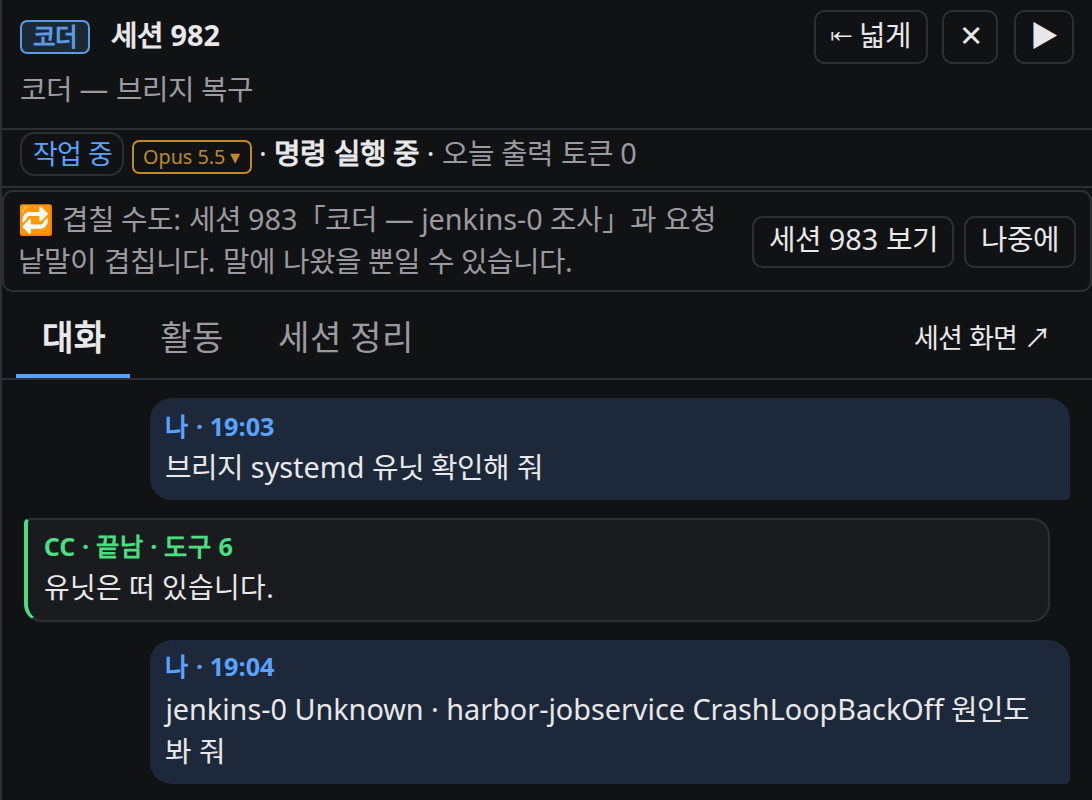 코더 세션 982 ⇤ 넓게 ✕ ▶
코더 — 브리지 복구
작업 중 Opus 5.5 ▾ · 명령 실행 중 · 오늘 출력 토큰 0
🔁 겹칠 수도: 세션 983「코더 — jenkins-0 조사」과 요청
낱말이 겹칩니다. 말에 나왔을 뿐일 수 있습니다.
세션 983 보기 나중에
대화 활동 세션 정리 세션 화면 ↗
나 · 19:03
브리지 systemd 유닛 확인해 줘
CC · 끝남 · 도구 6
유닛은 떠 있습니다.
나 · 19:04
jenkins-0 Unknown · harbor-jobservice CrashLoopBackOff 원인도
봐 줘